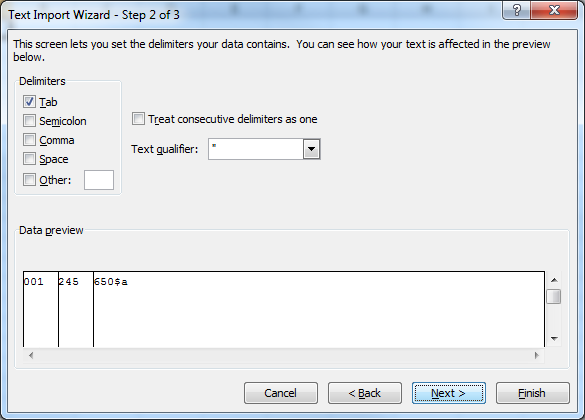 Text Import Wizard - Step 2 of 3
This screen lets you set the delimiters your data contains. You can see how your text is affected in the preview
below.
Delimiters
Tab
Semicolon
Comma
Space
Other:
Treat consecutive delimiters as one
Text qualifier: "
Data preview
001 245 650$a
Cancel < Back Next > Finish